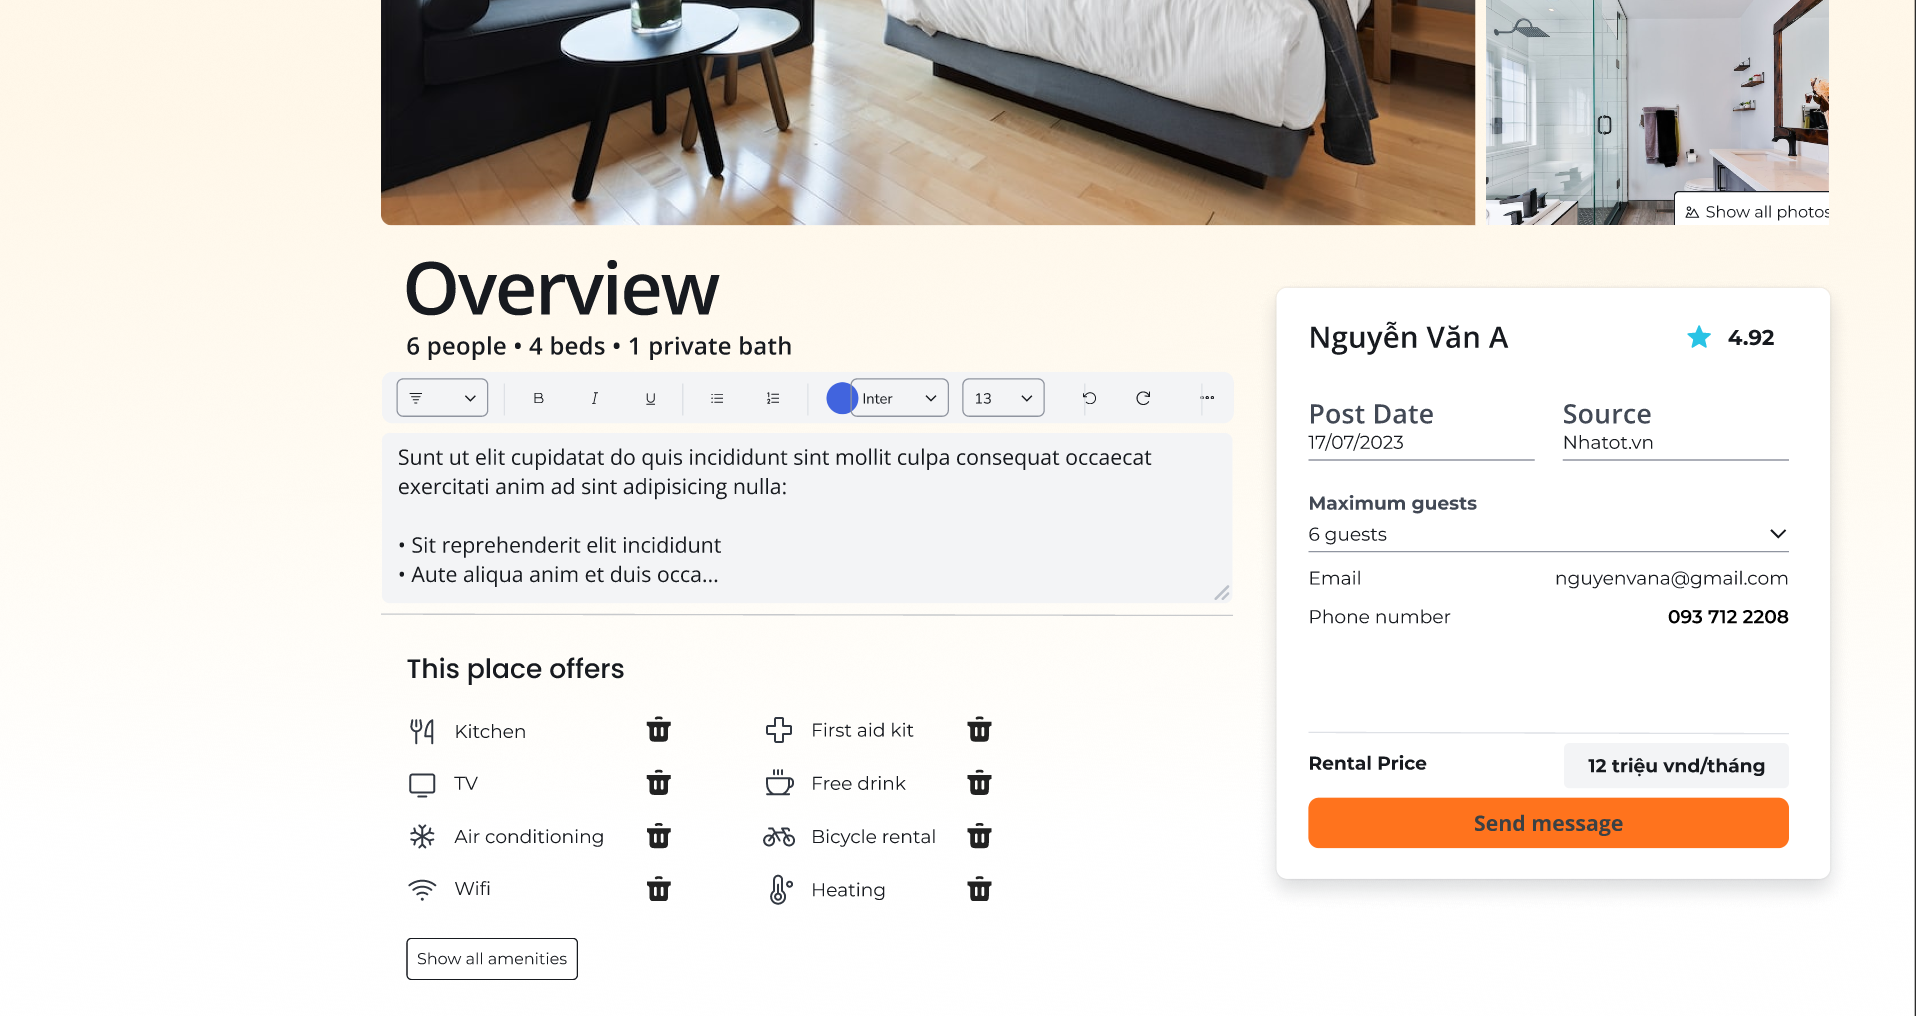 Show all photos
Overview
6 people • 4 beds • 1 private bath
B I U Inter 13
Sunt ut elit cupidatat do quis incididunt sint mollit culpa consequat occaecat
exercitati anim ad sint adipisicing nulla:
• Sit reprehenderit elit incididunt
• Aute aliqua anim et duis occa...
This place offers
Kitchen
First aid kit
TV
Free drink
Air conditioning
Bicycle rental
Wifi
Heating
Show all amenities
Nguyễn Văn A
4.92
Post Date
Source
17/07/2023
Nhatot.vn
Maximum guests
6 guests
Email nguyenvana@gmail.com
Phone number 093 712 2208
Rental Price 12 triệu vnd/tháng
Send message